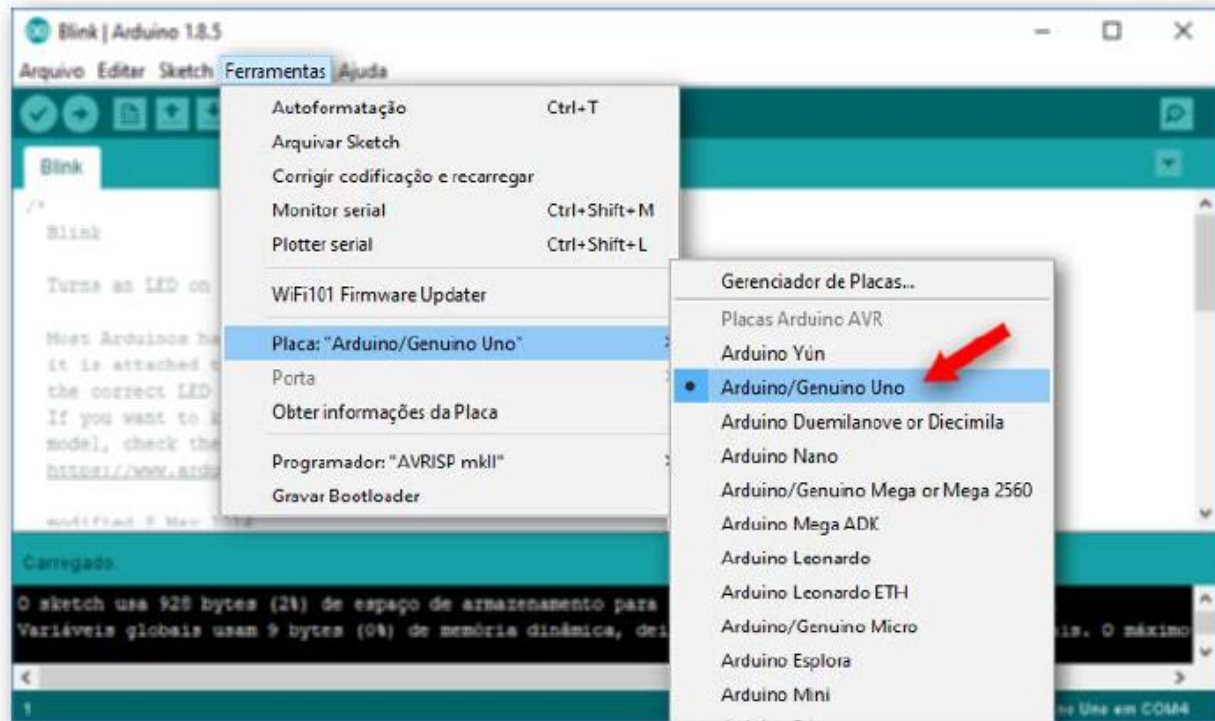 Blink | Arduino 1.8.5
Arquivo Editar Sketch Ferramentas Ajuda
Autoformatação Ctrl+T
Arquivar Sketch
Corrigir codificação e recarregar
Monitor serial Ctrl+Shift+M
Plotter serial Ctrl+Shift+L
WiFi101 Firmware Updater
Placa: "Arduino/Genuino Uno"
Porta
Obter informações da Placa
Programador: "AVRISP mkII"
Gravar Bootloader
Gerenciador de Placas...
Placas Arduino AVR
Arduino Yún
Arduino/Genuino Uno
Arduino Duemilanove or Diecimila
Arduino Nano
Arduino/Genuino Mega or Mega 2560
Arduino Mega ADK
Arduino Leonardo
Arduino Leonardo ETH
Arduino/Genuino Micro
Arduino Esplora
Arduino Mini
Blink
/*
Blink
Turns an LED on
Most Arduinos ha
it is attached
the correct LED
If you want to k
model, check the
https://www.ardu
modified 8 May
Carregado.
O sketch usa 928 bytes (2%) de espaço de armazenamento para
Variáveis globais usam 9 bytes (0%) de memória dinâmica, dei is. O máximo
1 no Uno em COM4